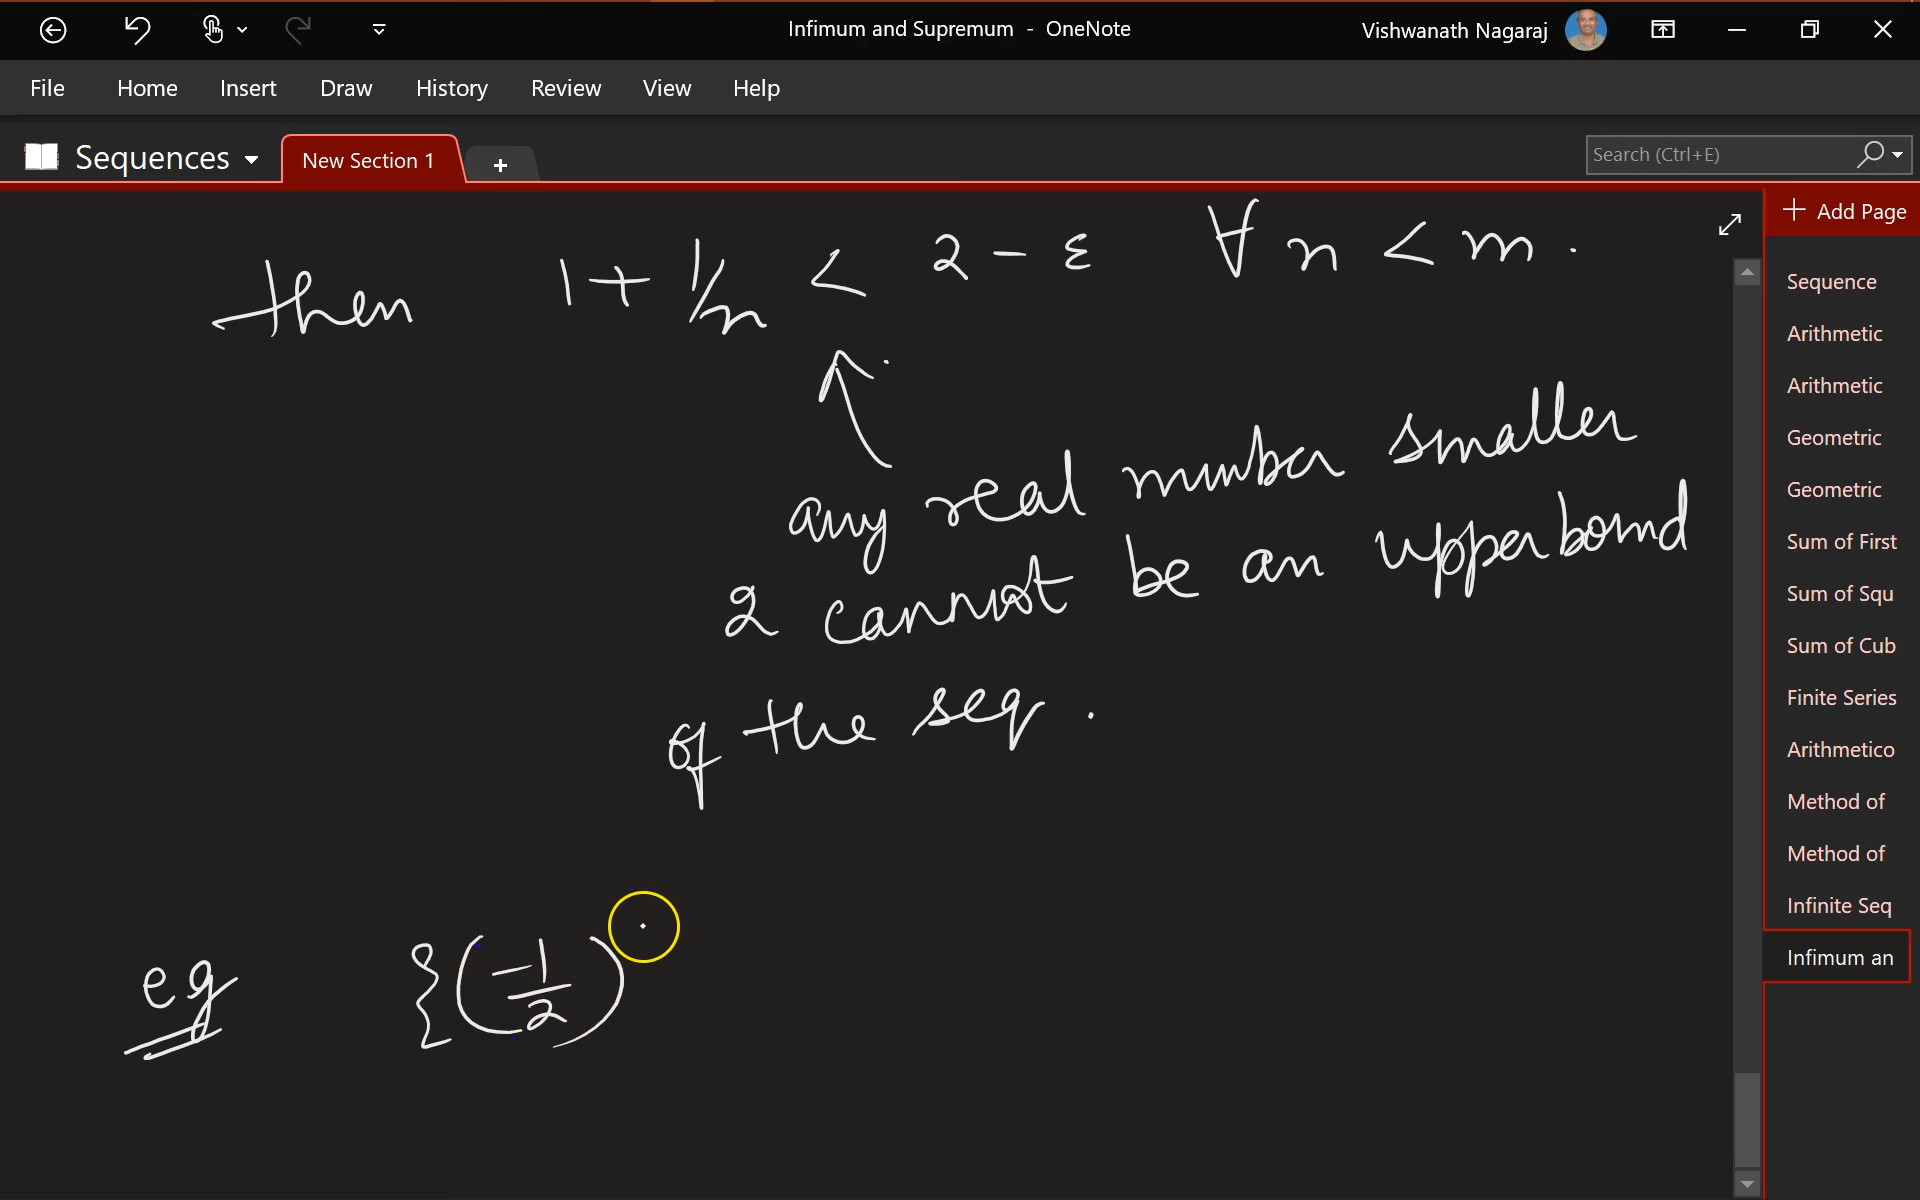 Infimum and Supremum - OneNote
Vishwanath Nagaraj
File Home Insert Draw History Review View Help
Sequences
New Section 1
+
Search (Ctrl+E)
+ Add Page
then 1 + 1/n < 2 - ε ∀ n < m .
any real number smaller
2 cannot be an upperbound
of the seq .
eg {(-1/2)
Sequence
Arithmetic
Arithmetic
Geometric
Geometric
Sum of First
Sum of Squ
Sum of Cub
Finite Series
Arithmetico
Method of
Method of
Infinite Seq
Infimum an